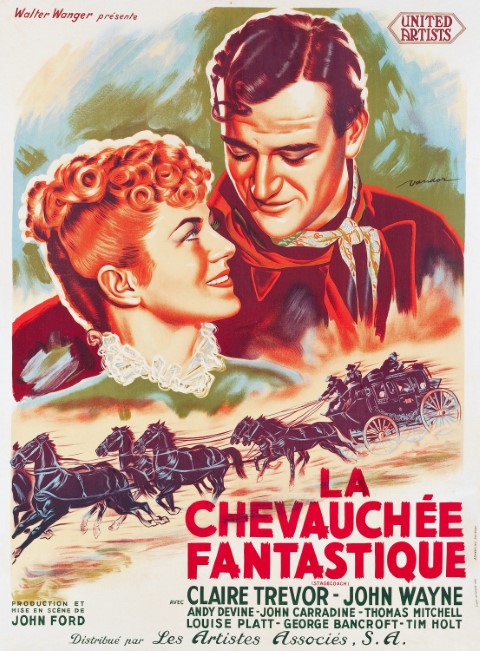 Walter Wanger présente
UNITED
ARTISTS
wander
LA
CHEVAUCHÉE
FANTASTIQUE
(STAGECOACH)
AVEC
CLAIRE TREVOR - JOHN WAYNE
ANDY DEVINE - JOHN CARRADINE - THOMAS MITCHELL
LOUISE PLATT - GEORGE BANCROFT - TIM HOLT
PRODUCTION ET
MISE EN SCÈNE DE
JOHN FORD
Distribué par Les Artistes Associés, S.A.